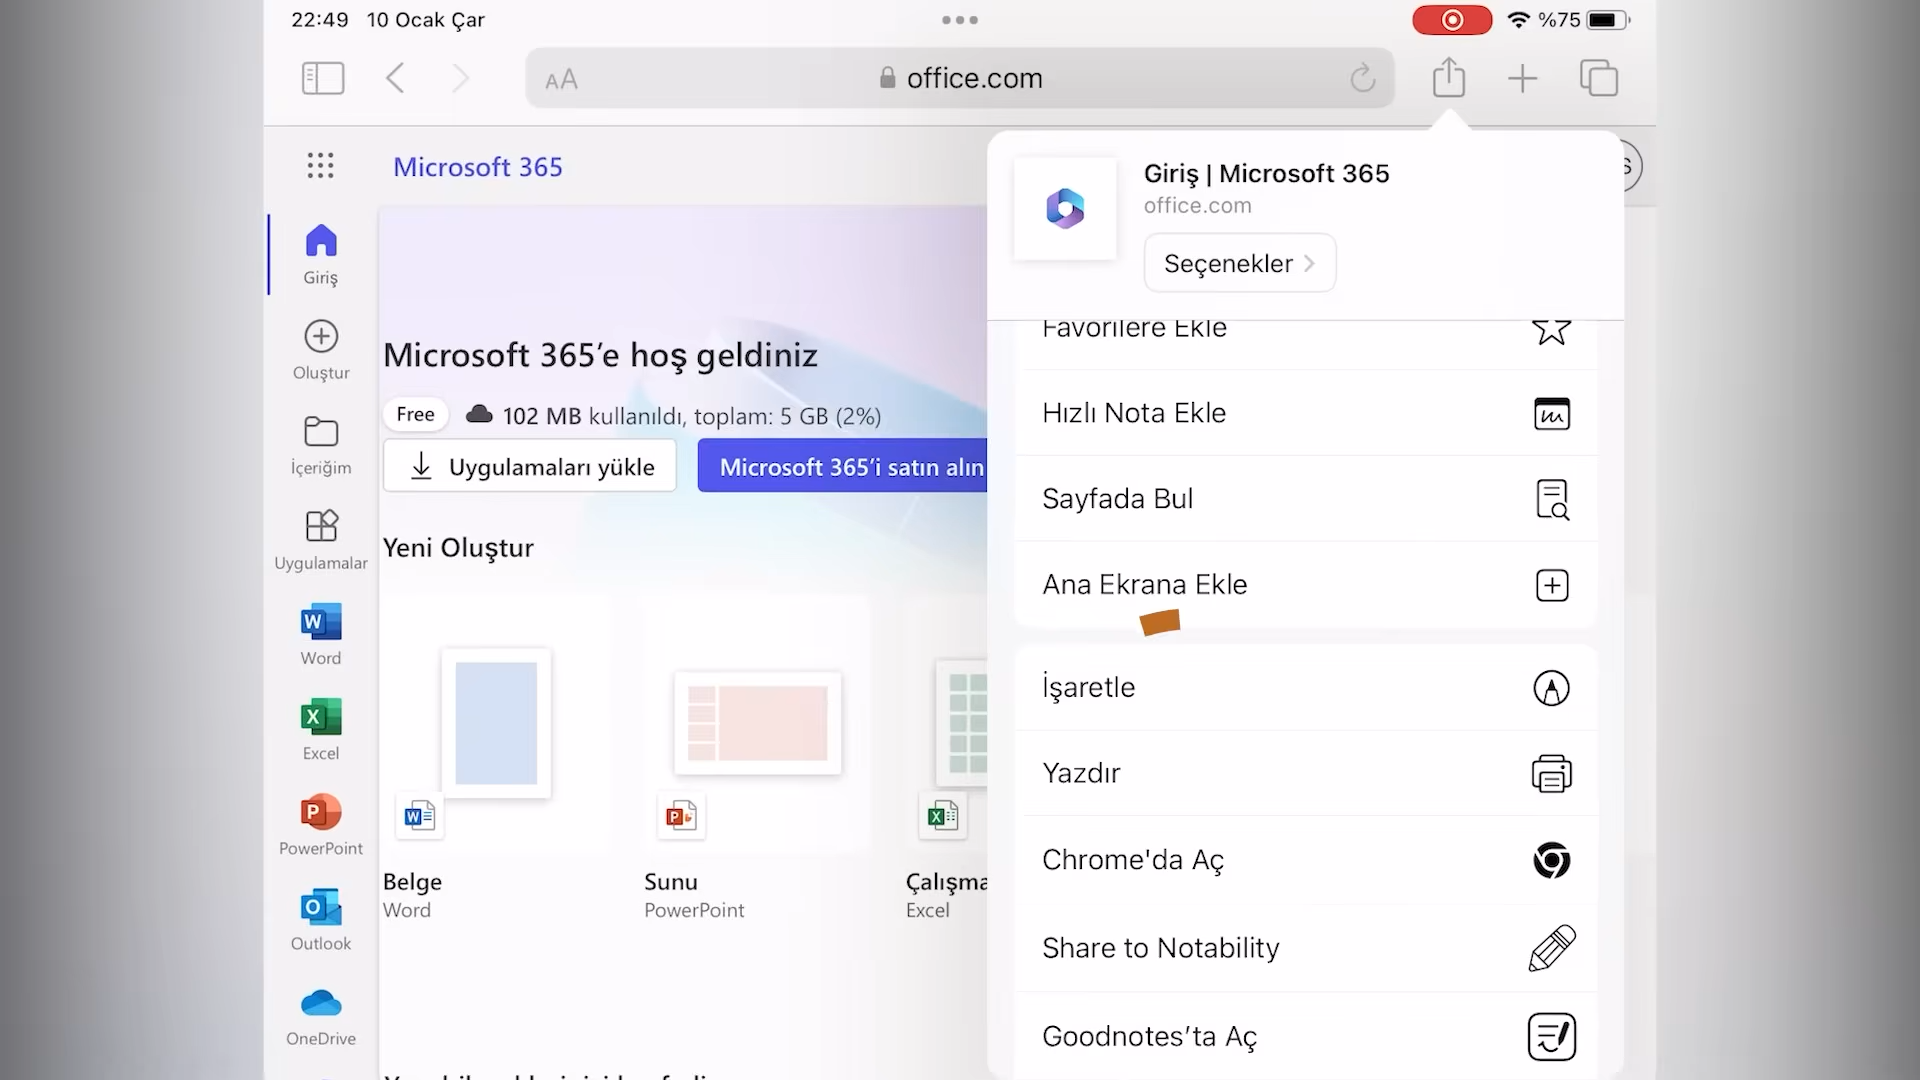 22:49 10 Ocak Çar
%75
AA
office.com
Microsoft 365
S
Giriş
Oluştur
İçeriğim
Uygulamalar
Word
Excel
PowerPoint
Outlook
OneDrive
Microsoft 365'e hoş geldiniz
Free
102 MB kullanıldı, toplam: 5 GB (2%)
Uygulamaları yükle
Microsoft 365'i satın alın
Yeni Oluştur
Belge
Word
Sunu
PowerPoint
Çalışma
Excel
Giriş | Microsoft 365
office.com
Seçenekler
Favorilere Ekle
Hızlı Nota Ekle
Sayfada Bul
Ana Ekrana Ekle
İşaretle
Yazdır
Chrome'da Aç
Share to Notability
Goodnotes'ta Aç